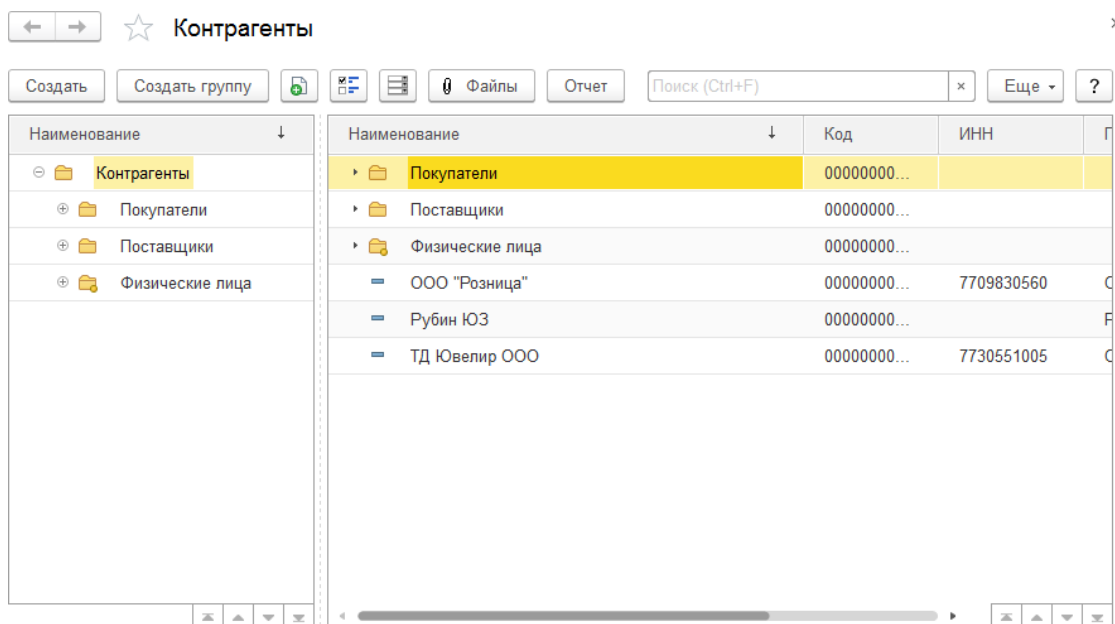 Контрагенты
Создать Создать группу Файлы Отчет Поиск (Ctrl+F) × Еще ?
Наименование ↓
Контрагенты
Покупатели
Поставщики
Физические лица
Наименование ↓ Код ИНН
Покупатели 00000000...
Поставщики 00000000...
Физические лица 00000000...
ООО "Розница" 00000000... 7709830560
Рубин ЮЗ 00000000...
ТД Ювелир ООО 00000000... 7730551005